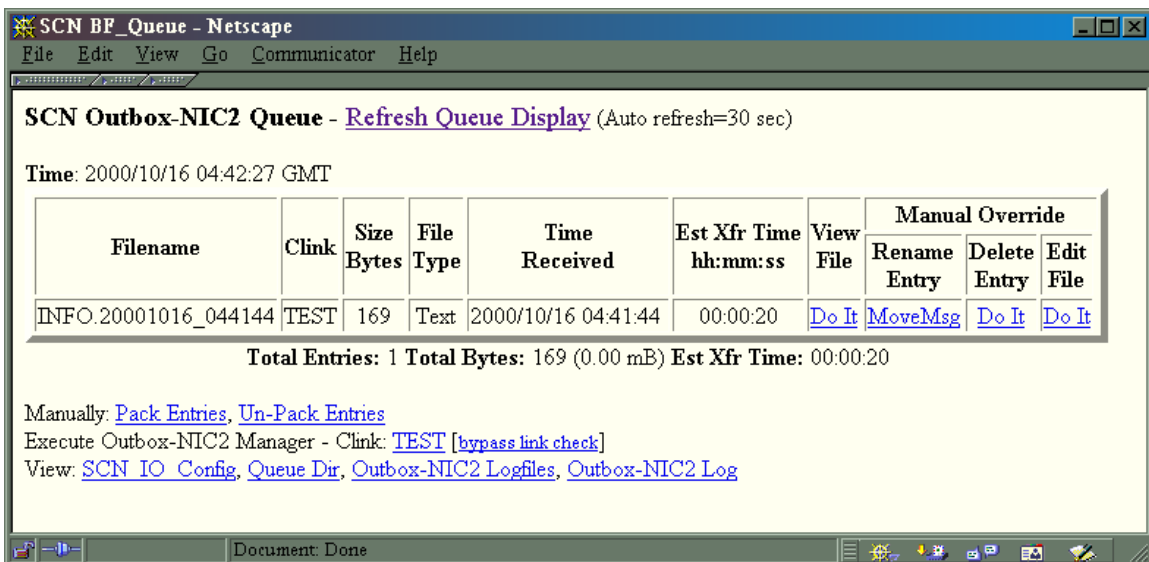 SCN BF_Queue - Netscape
File Edit View Go Communicator Help
SCN Outbox-NIC2 Queue - Refresh Queue Display (Auto refresh=30 sec)
Time: 2000/10/16 04:42:27 GMT
Filename Clink Size Bytes File Type Time Received Est Xfr Time hh:mm:ss View File Manual Override
Rename Entry Delete Entry Edit File
INFO.20001016_044144 TEST 169 Text 2000/10/16 04:41:44 00:00:20 Do It MoveMsg Do It Do It
Total Entries: 1 Total Bytes: 169 (0.00 mB) Est Xfr Time: 00:00:20
Manually: Pack Entries, Un-Pack Entries
Execute Outbox-NIC2 Manager - Clink: TEST [bypass link check]
View: SCN_IO_Config, Queue Dir, Outbox-NIC2 Logfiles, Outbox-NIC2 Log
Document: Done